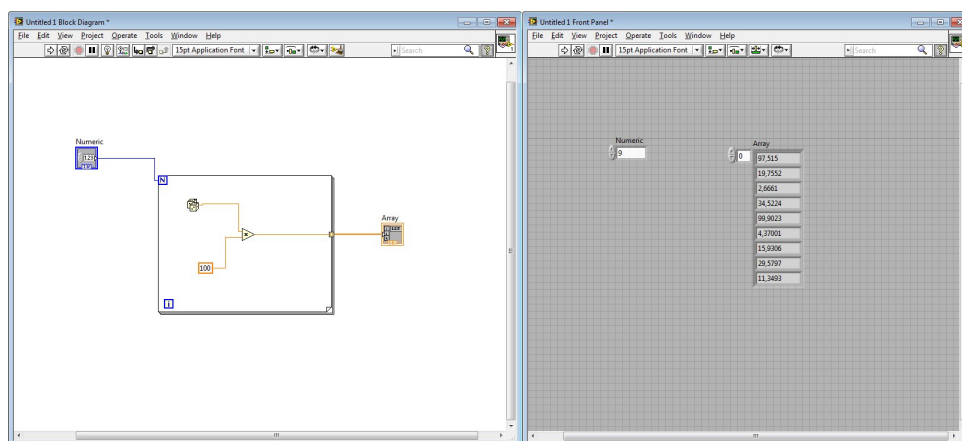 Untitled 1 Block Diagram *
File Edit View Project Operate Tools Window Help
15pt Application Font
Search
1
Numeric
123
N
100
i
Array
Untitled 1 Front Panel *
File Edit View Project Operate Tools Window Help
15pt Application Font
Search
1
Numeric
9
Array
0
97,515
19,7552
2,6661
34,5224
99,9023
4,37001
15,9306
29,5797
11,3493